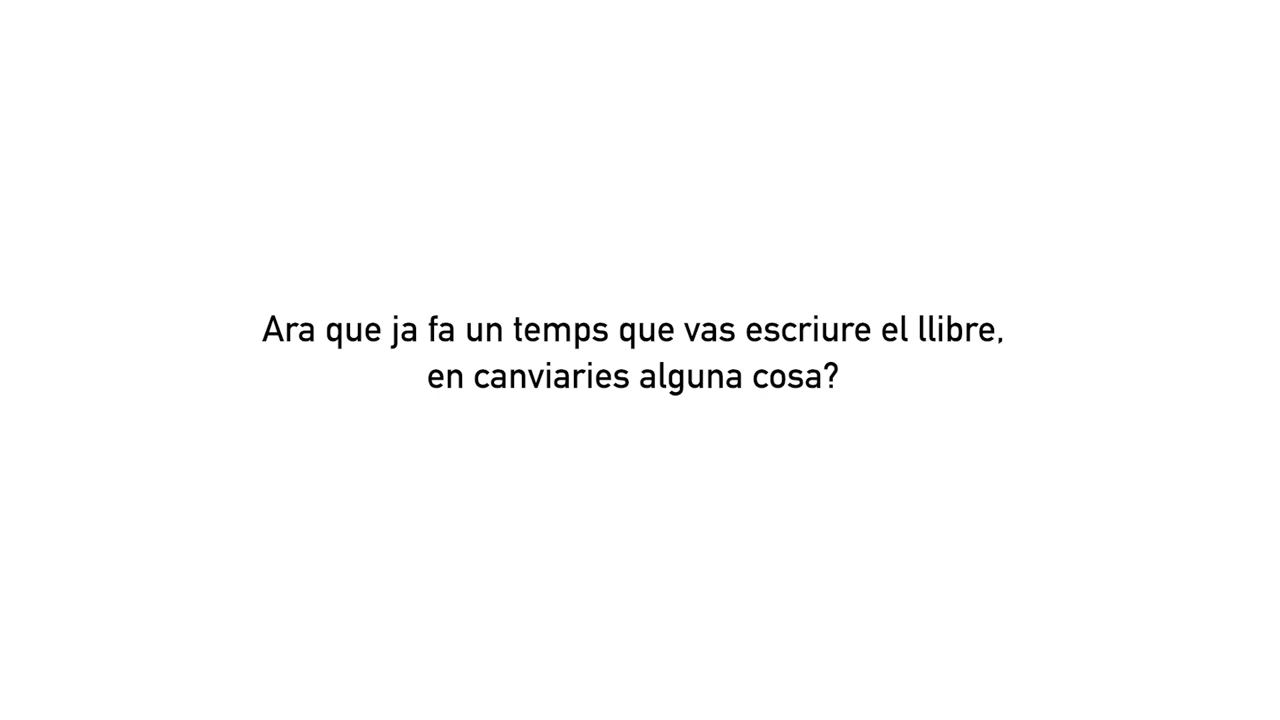 Ara que ja fa un temps que vas escriure el llibre,
en canviaries alguna cosa?